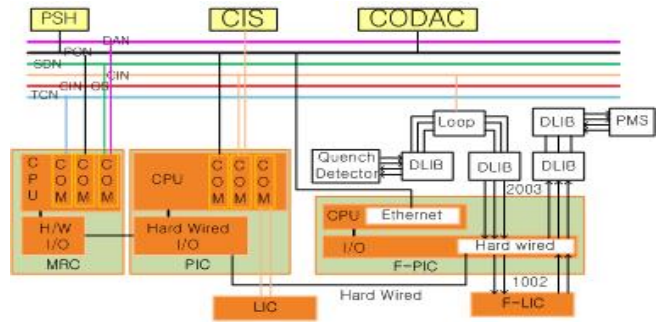 PSH
CIS
CODAC
DAN
PON
SDN
CIN
CIN-OS
TCN
Loop
DLIB
PMS
Quench
Detector
DLIB
DLIB
DLIB
2003
C
P
U
C
O
M
C
O
M
C
O
M
CPU
C
O
M
C
O
M
C
O
M
CPU
Ethernet
H/W
I/O
Hard Wired
I/O
I/O
Hard wired
MRC
PIC
F-PIC
1002
Hard Wired
LIC
F-LIC